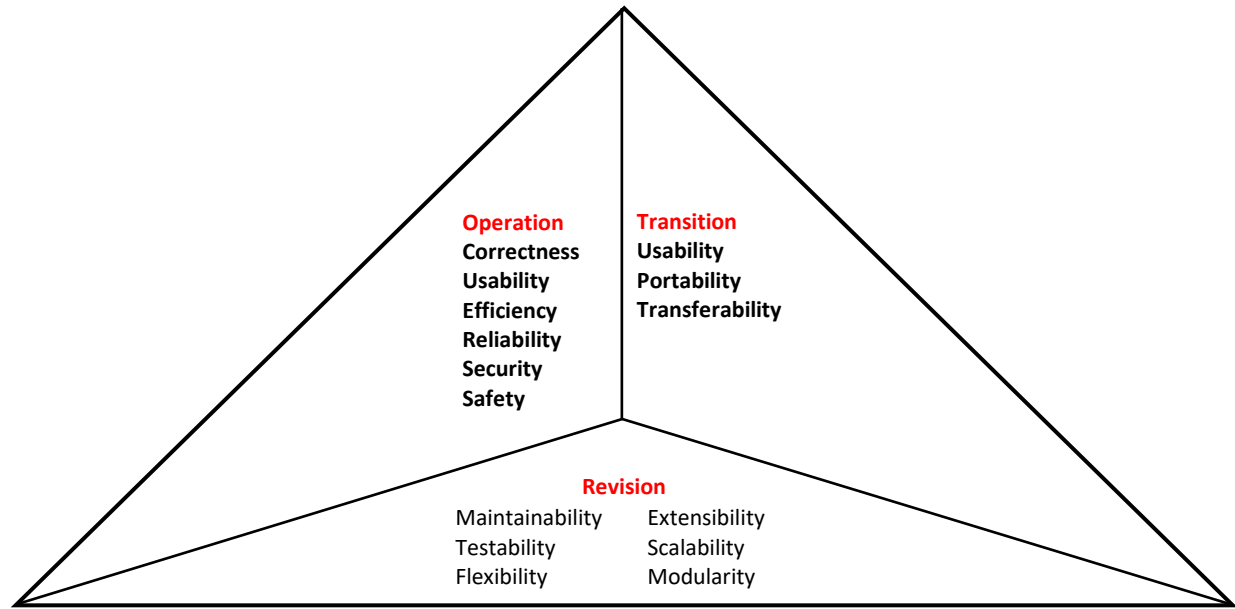 Operation
Correctness
Usability
Efficiency
Reliability
Security
Safety
Transition
Usability
Portability
Transferability
Revision
Maintainability
Testability
Flexibility
Extensibility
Scalability
Modularity